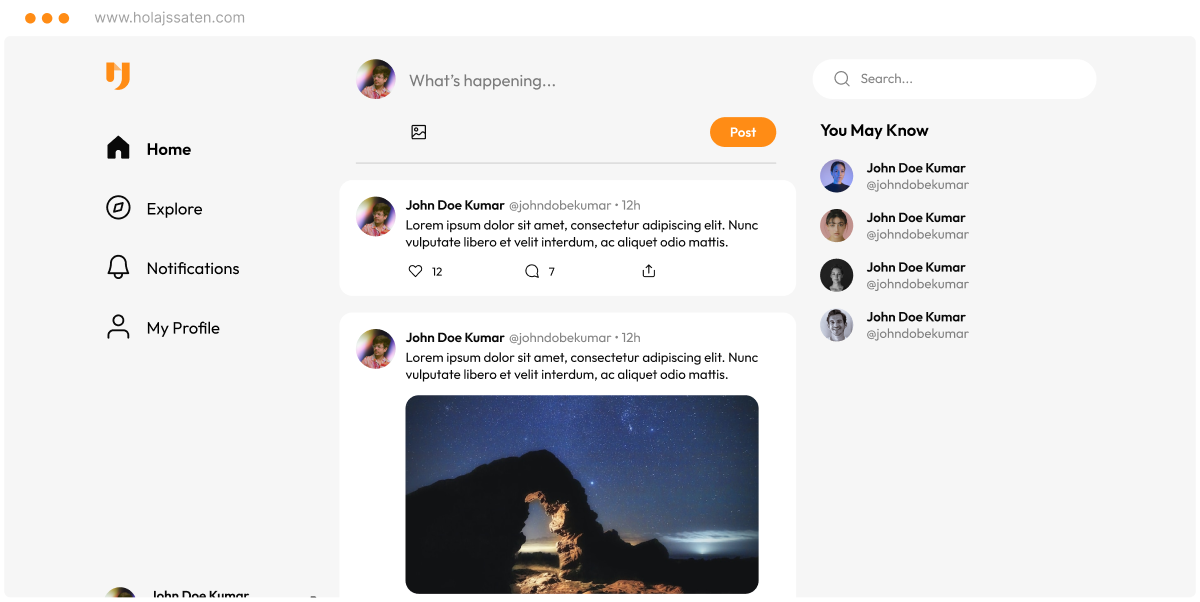 www.holajssaten.com
Home
Explore
Notifications
My Profile
John Doe Kumar
What's happening...
Post
John Doe Kumar @johndobekumar • 12h
Lorem ipsum dolor sit amet, consectetur adipiscing elit. Nunc
vulputate libero et velit interdum, ac aliquet odio mattis.
12 7
John Doe Kumar @johndobekumar • 12h
Lorem ipsum dolor sit amet, consectetur adipiscing elit. Nunc
vulputate libero et velit interdum, ac aliquet odio mattis.
Search...
You May Know
John Doe Kumar
@johndobekumar
John Doe Kumar
@johndobekumar
John Doe Kumar
@johndobekumar
John Doe Kumar
@johndobekumar